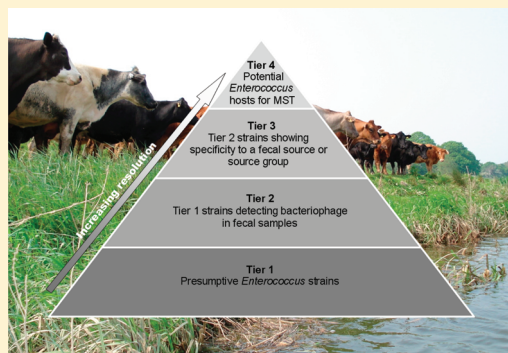 Tier 4
Potential
Enterococcus
hosts for MST
Tier 3
Tier 2 strains showing
specificity to a fecal source or
source group
Tier 2
Tier 1 strains detecting bacteriophage
in fecal samples
Tier 1
Presumptive Enterococcus strains
Increasing resolution